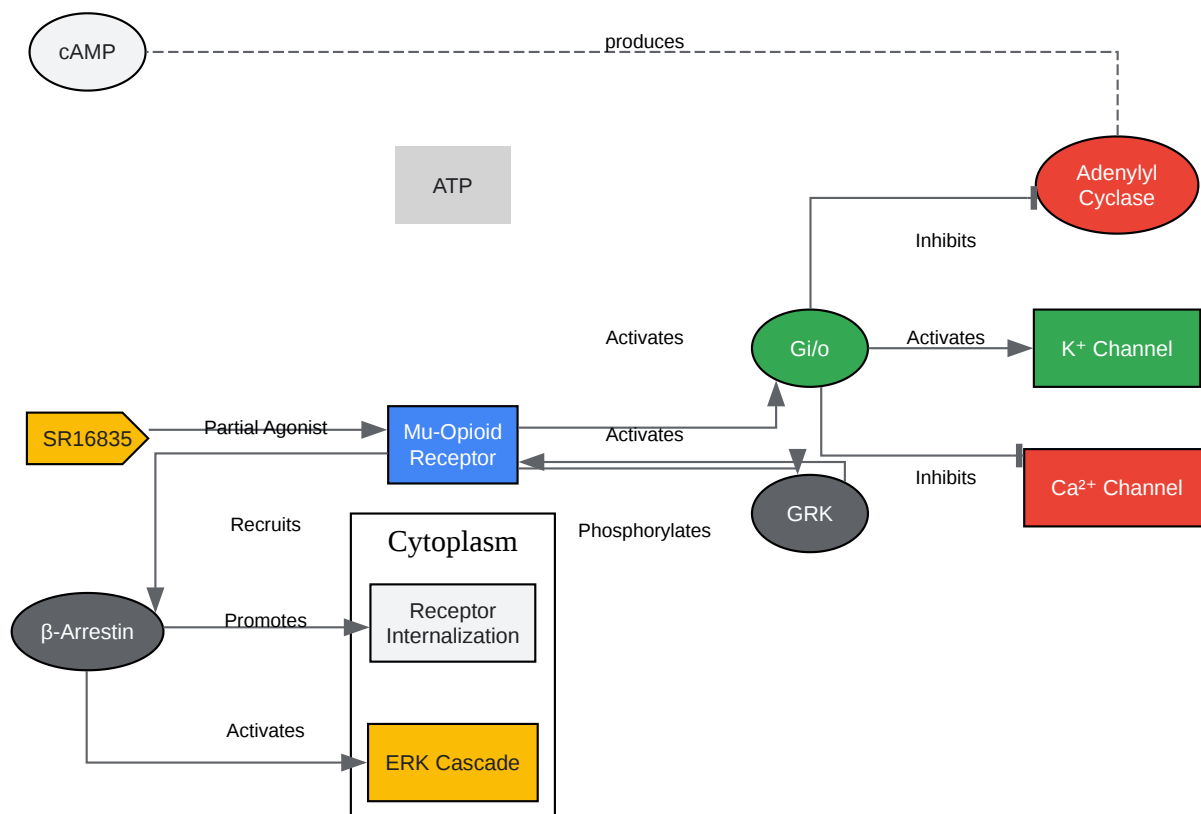 produces
cAMP
ATP
Adenylyl
Cyclase
Inhibits
Activates
Gi/o
Activates
K⁺ Channel
SR16835
Partial Agonist
Mu-Opioid
Receptor
Activates
Inhibits
Ca²⁺ Channel
GRK
Recruits
Phosphorylates
Cytoplasm
β-Arrestin
Promotes
Receptor
Internalization
Activates
ERK Cascade